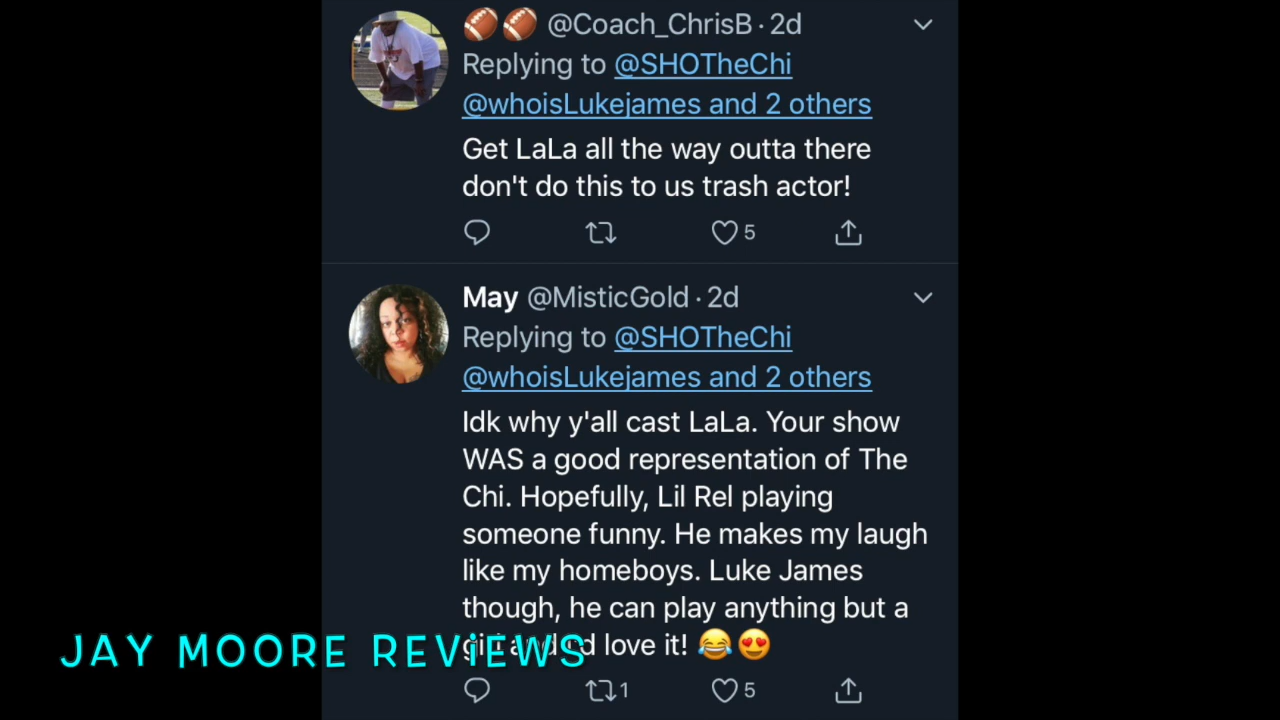 🏈🏈 @Coach_ChrisB · 2d
Replying to @SHOTheChi
@whoisLukejames and 2 others
Get LaLa all the way outta there
don't do this to us trash actor!
5
May @MisticGold · 2d
Replying to @SHOTheChi
@whoisLukejames and 2 others
Idk why y'all cast LaLa. Your show
WAS a good representation of The
Chi. Hopefully, Lil Rel playing
someone funny. He makes my laugh
like my homeboys. Luke James
though, he can play anything but a
girl and I'd love it! 😂😍
JAY MOORE REViEWS
1 5